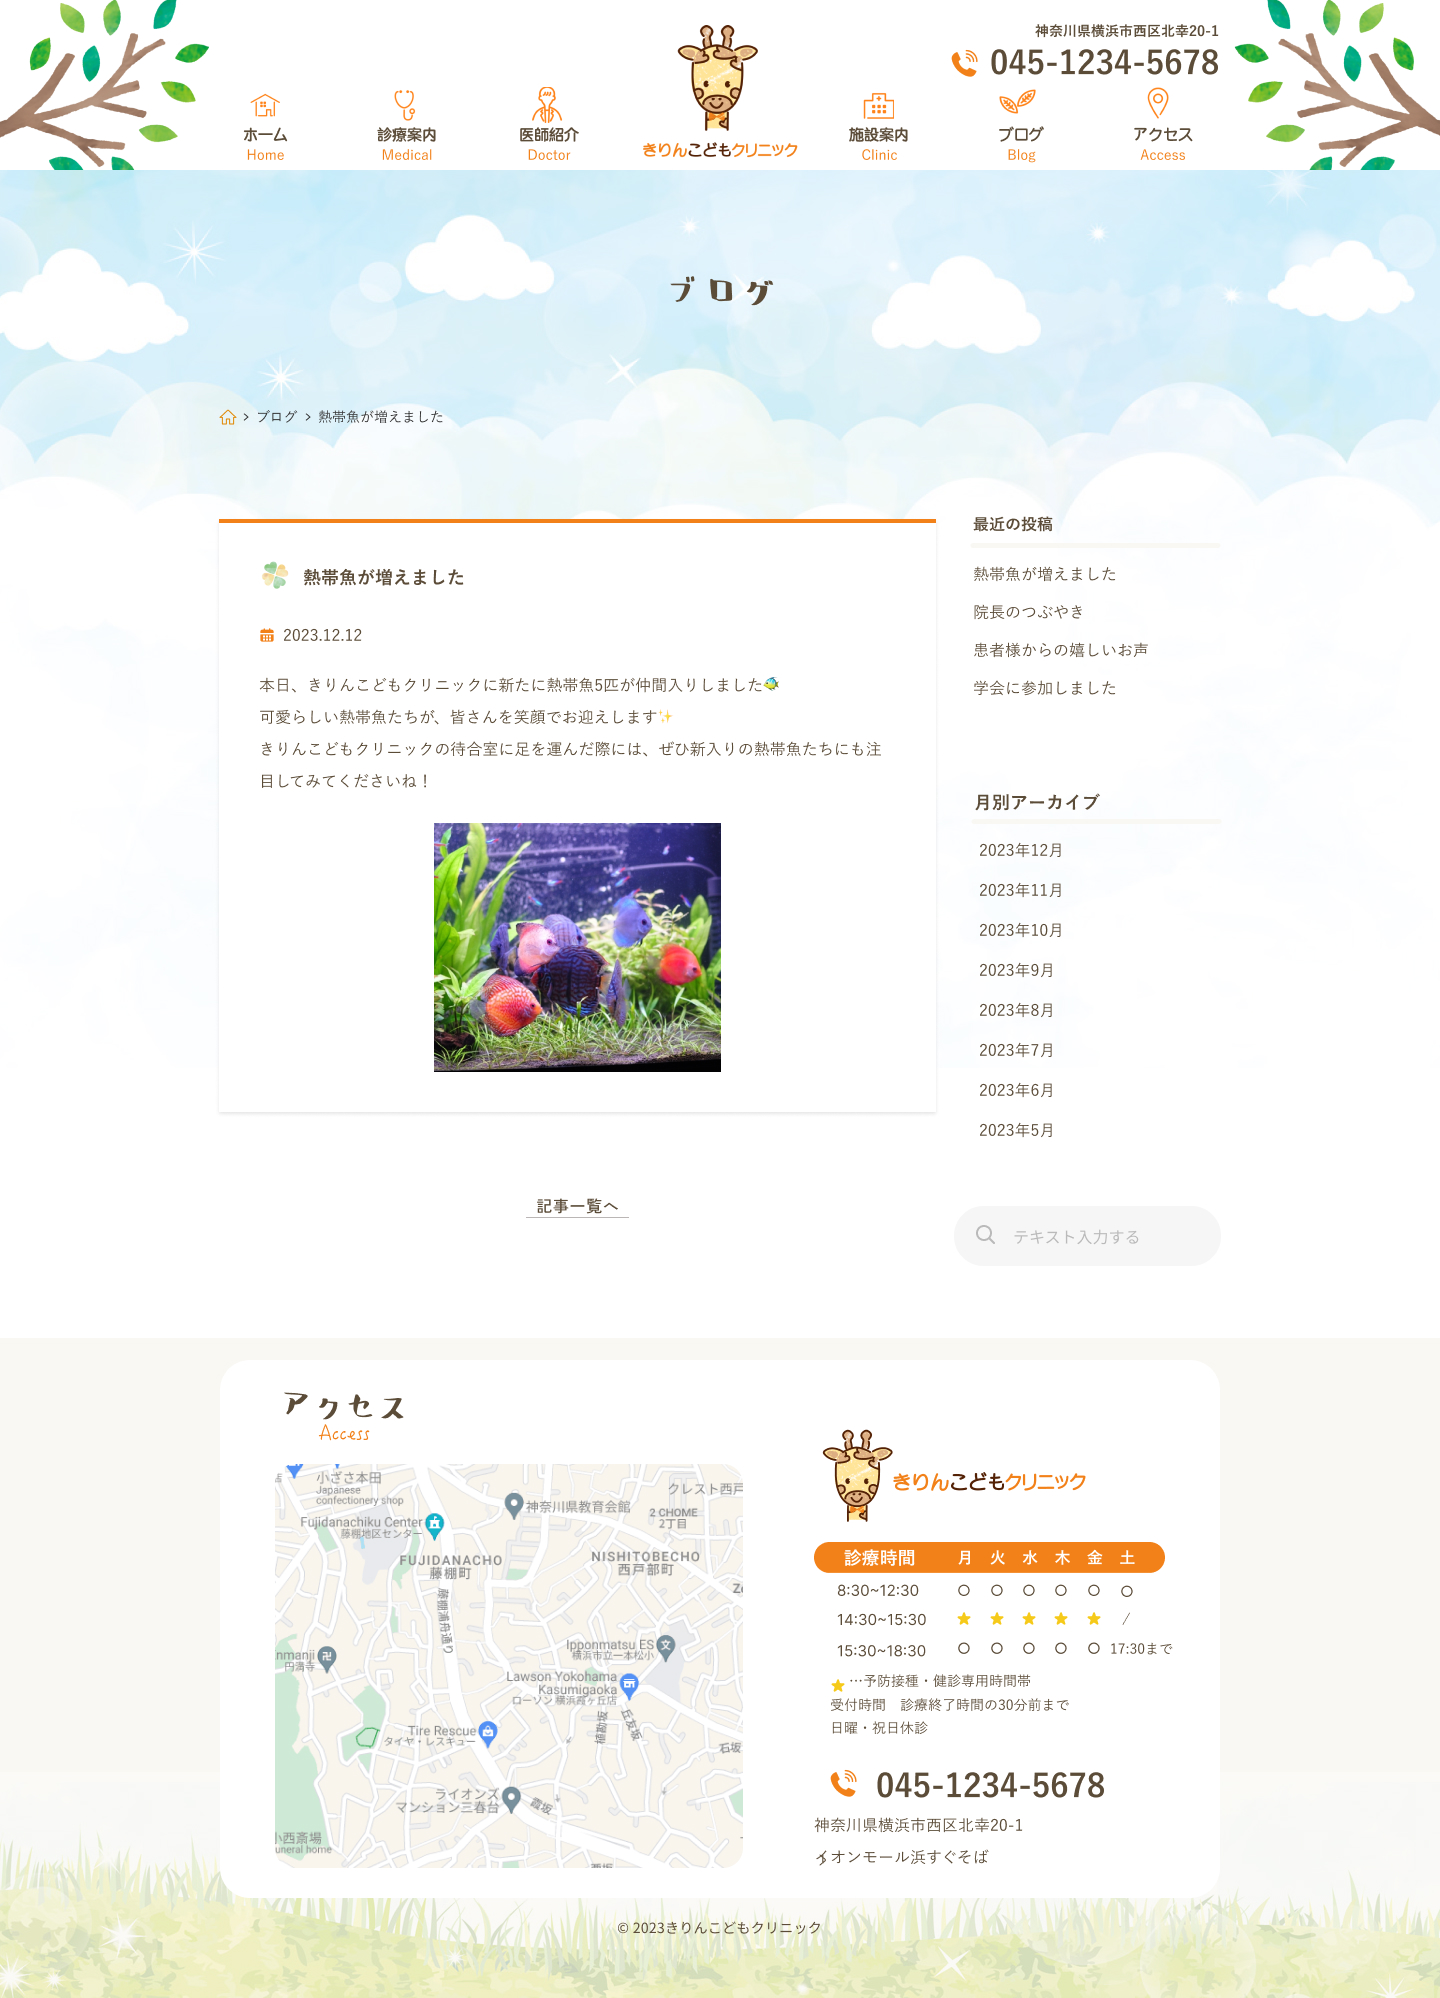 神奈川県横浜市西区北幸20-1
045-1234-5678
ホーム
Home
診療案内
Medical
医師紹介
Doctor
きりんこどもクリニック
施設案内
Clinic
ブログ
Blog
アクセス
Access
ブログ
ブログ
熱帯魚が増えました
熱帯魚が増えました
2023.12.12
本日、きりんこどもクリニックに新たに熱帯魚5匹が仲間入りしました🐠
可愛らしい熱帯魚たちが、皆さんを笑顔でお迎えします✨
きりんこどもクリニックの待合室に足を運んだ際には、ぜひ新入りの熱帯魚たちにも注
目してみてくださいね！
記事一覧へ
最近の投稿
熱帯魚が増えました
院長のつぶやき
患者様からの嬉しいお声
学会に参加しました
月別アーカイブ
2023年12月
2023年11月
2023年10月
2023年9月
2023年8月
2023年7月
2023年6月
2023年5月
テキスト入力する
アクセス
Access
小ざさ本田
Japanese
confectionery shop
クレスト西戸
神奈川県教育会館
2 CHOME
2丁目
Fujidanachiku Center
藤棚地区センター
FUJIDANACHO
藤棚町
NISHITOBECHO
西戸部町
藤棚浦舟通り
nmanji
円満寺
Ipponmatsu ES
横浜市立一本松小
文
Lawson Yokohama
Kasumigaoka
ローソン 横浜霞ヶ丘店
植勘坂
丘友坂
Tire Rescue
タイヤ・レスキュー
石坂
ライオンズ
マンション三春台
霞坂
小西斎場
uneral home
きりんこどもクリニック
診療時間 月 火 水 木 金 土
8:30~12:30 ○ ○ ○ ○ ○ ○
14:30~15:30 ★ ★ ★ ★ ★ /
15:30~18:30 ○ ○ ○ ○ ○ 17:30まで
★…予防接種・健診専用時間帯
受付時間　診療終了時間の30分前まで
日曜・祝日休診
045-1234-5678
神奈川県横浜市西区北幸20-1
イオンモール浜すぐそば
© 2023きりんこどもクリニック